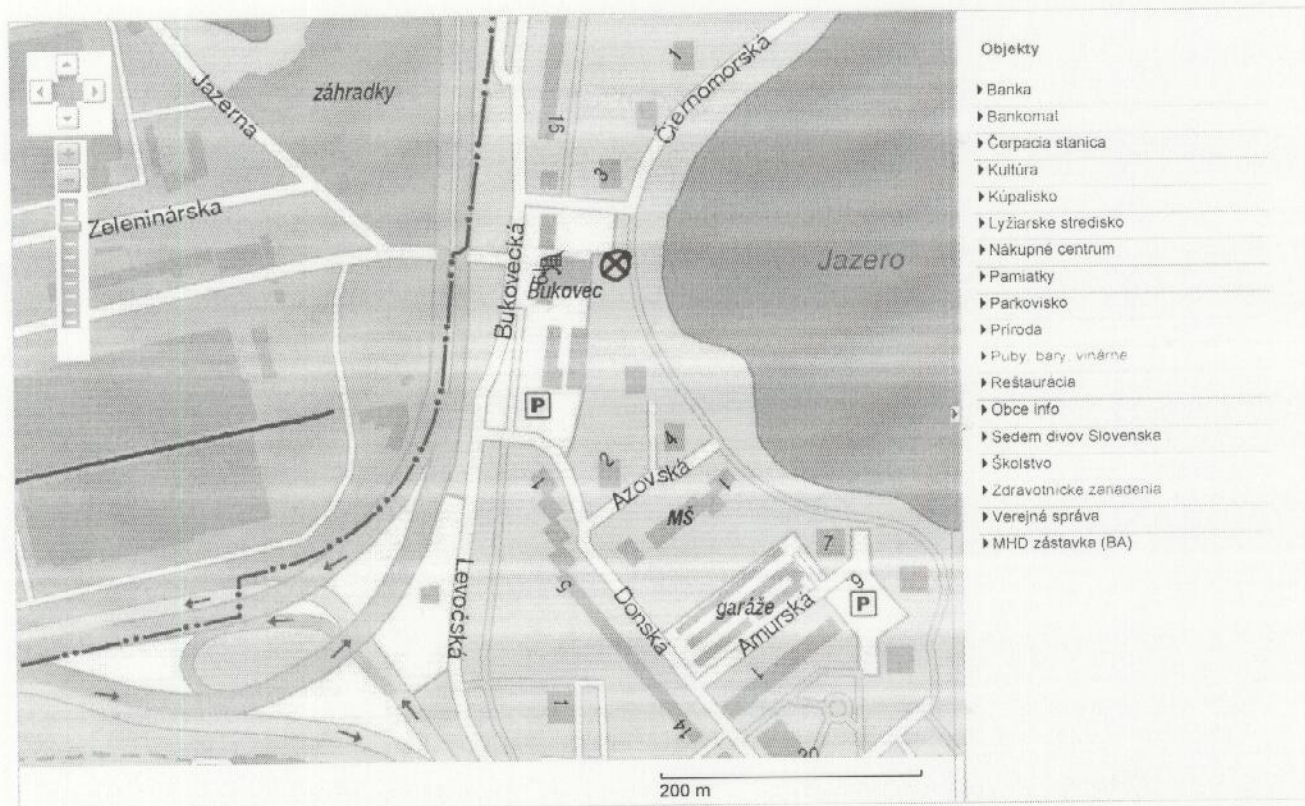 Jazerná
záhradky
Zeleninárska
15
1
Čiernomorská
3
Bukovecká
Bukovec
Jazero
P
2
4
Azovská
1
1
MŠ
7
Levočská
5
Donská
garáže
Amurská
9
P
1
1
14
20
200 m
Objekty
Banka
Bankomat
Čerpacia stanica
Kultúra
Kúpalisko
Lyžiarske stredisko
Nákupné centrum
Pamiatky
Parkovisko
Príroda
Puby, bary, vinárne
Reštaurácia
Obce info
Sedem divov Slovenska
Školstvo
Zdravotnícke zariadenia
Verejná správa
MHD zástavka (BA)